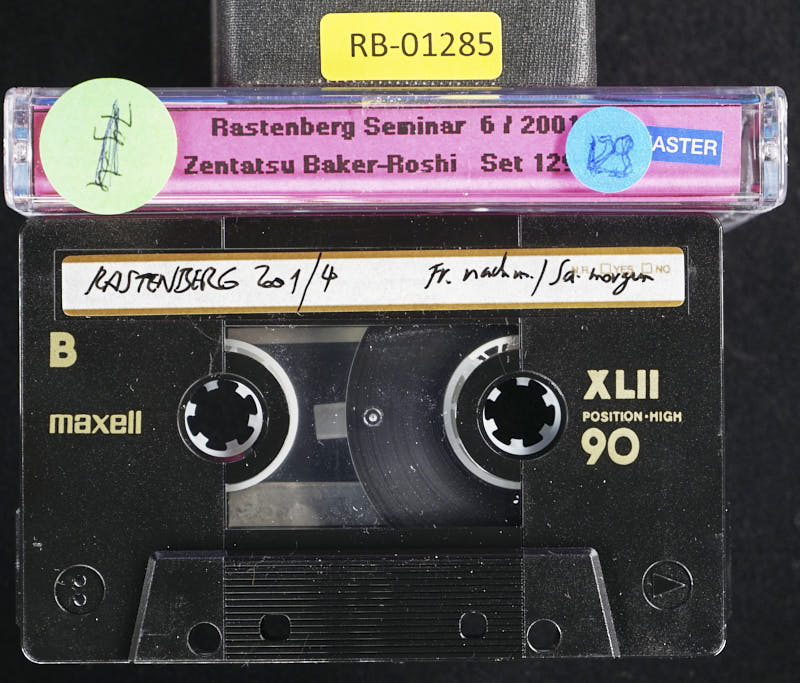 RB-01285
Rastenberg Seminar 6 / 2001
Zentatsu Baker-Roshi Set 129
129
ASTER
RASTENBERG 2001/4 Fr. nachm./Sa. morgen
N.R. YES NO
B
maxell
XLII
POSITION·HIGH
90